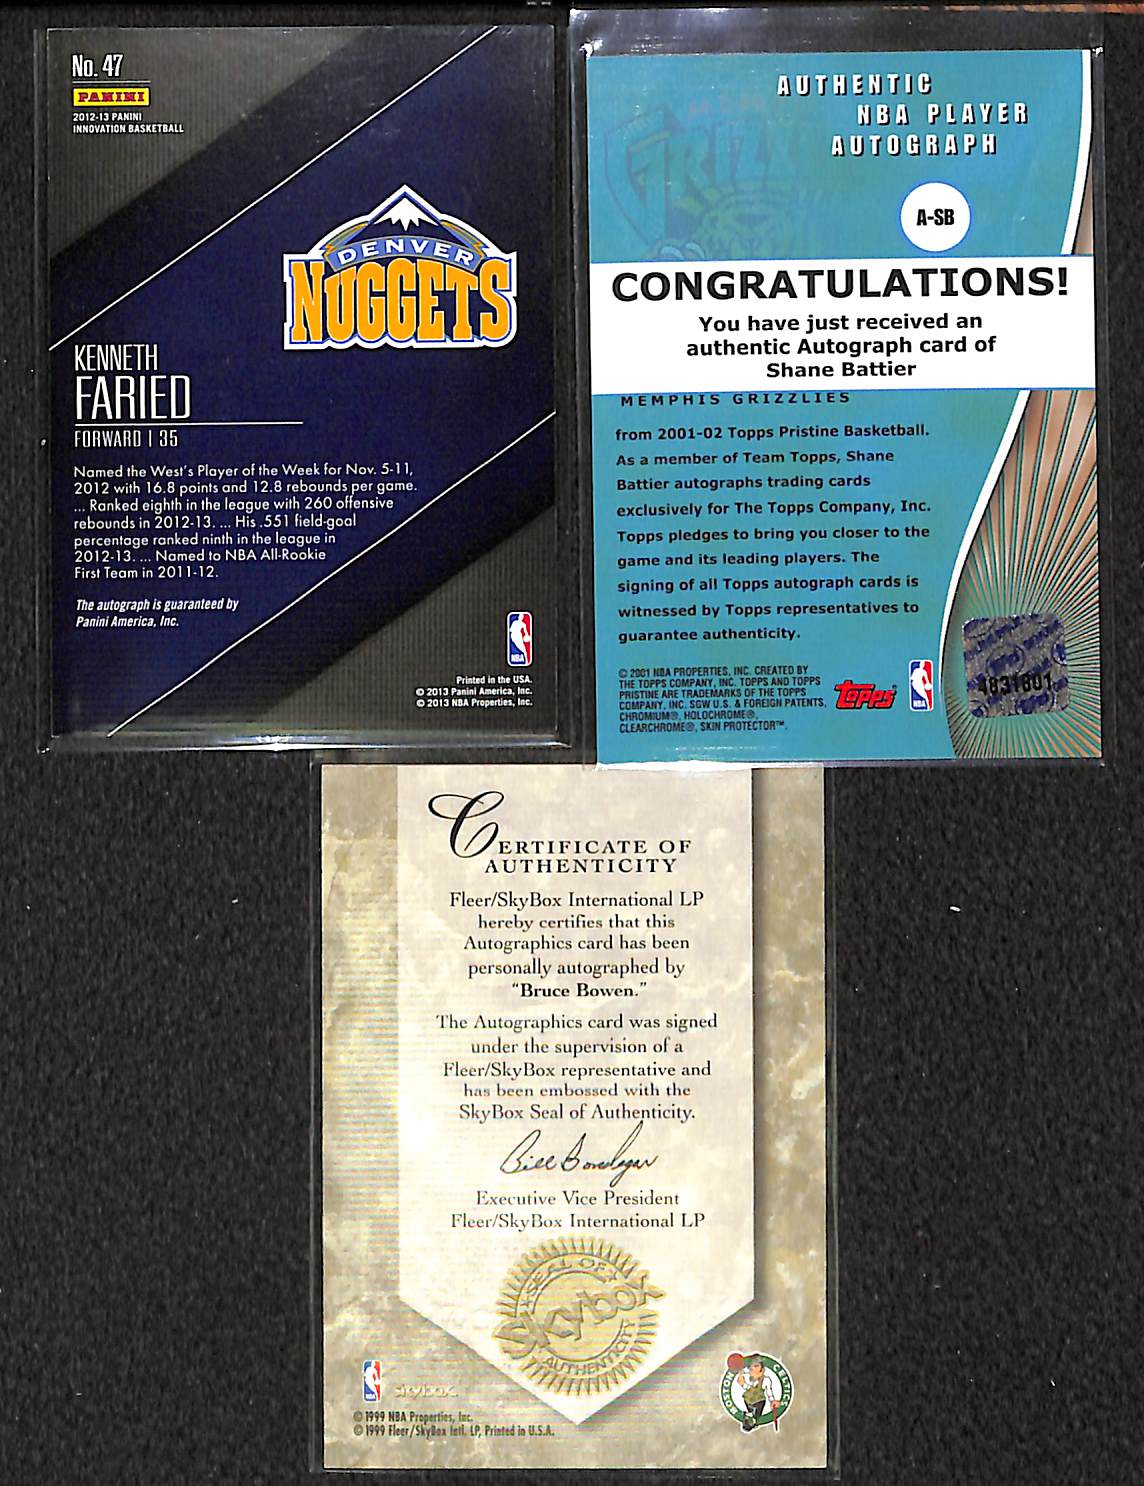 No. 47
PANINI
2012-13 PANINI
INNOVATION BASKETBALL
DENVER
NUGGETS
KENNETH
FARIED
FORWARD | 35
Named the West's Player of the Week for Nov. 5-11,
2012 with 16.8 points and 12.8 rebounds per game.
... Ranked eighth in the league with 260 offensive
rebounds in 2012-13. ... His .551 field-goal
percentage ranked ninth in the league in
2012-13. ... Named to NBA All-Rookie
First Team in 2011-12.
The autograph is guaranteed by
Panini America, Inc.
NBA
Printed in the USA.
© 2013 Panini America, Inc.
© 2013 NBA Properties, Inc.
AUTHENTIC
NBA PLAYER
AUTOGRAPH
A-SB
CONGRATULATIONS!
You have just received an
authentic Autograph card of
Shane Battier
MEMPHIS GRIZZLIES
from 2001-02 Topps Pristine Basketball.
As a member of Team Topps, Shane
Battier autographs trading cards
exclusively for The Topps Company, Inc.
Topps pledges to bring you closer to the
game and its leading players. The
signing of all Topps autograph cards is
witnessed by Topps representatives to
guarantee authenticity.
© 2001 NBA PROPERTIES, INC. CREATED BY
THE TOPPS COMPANY, INC. TOPPS AND TOPPS
PRISTINE ARE TRADEMARKS OF THE TOPPS
COMPANY, INC. SGW U.S. & FOREIGN PATENTS,
CHROMIUM®, HOLOCHROME®,
CLEARCHROME®, SKIN PROTECTOR™.
Topps
NBA
4831801
CERTIFICATE OF
AUTHENTICITY
Fleer/SkyBox International LP
hereby certifies that this
Autographics card has been
personally autographed by
"Bruce Bowen."
The Autographics card was signed
under the supervision of a
Fleer/SkyBox representative and
has been embossed with the
SkyBox Seal of Authenticity.
Executive Vice President
Fleer/SkyBox International LP
SEAL OF
Skybox
AUTHENTICITY
NBA
skybox
BOSTON CELTICS
© 1999 NBA Properties, Inc.
© 1999 Fleer/SkyBox Intl. LP, Printed in U.S.A.